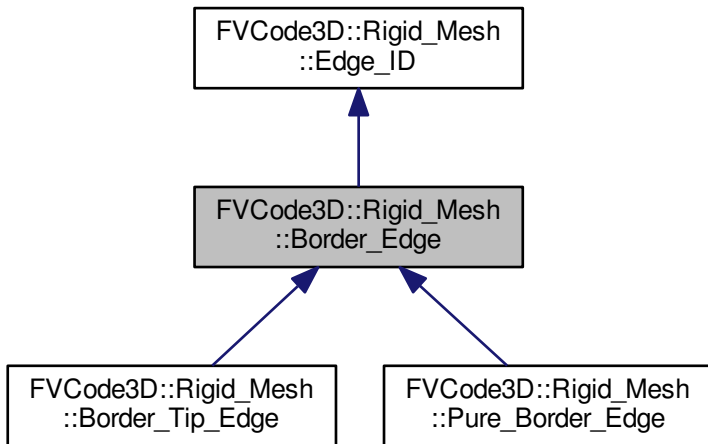 FVCode3D::Rigid_Mesh
::Edge_ID
FVCode3D::Rigid_Mesh
::Border_Edge
FVCode3D::Rigid_Mesh
::Border_Tip_Edge
FVCode3D::Rigid_Mesh
::Pure_Border_Edge